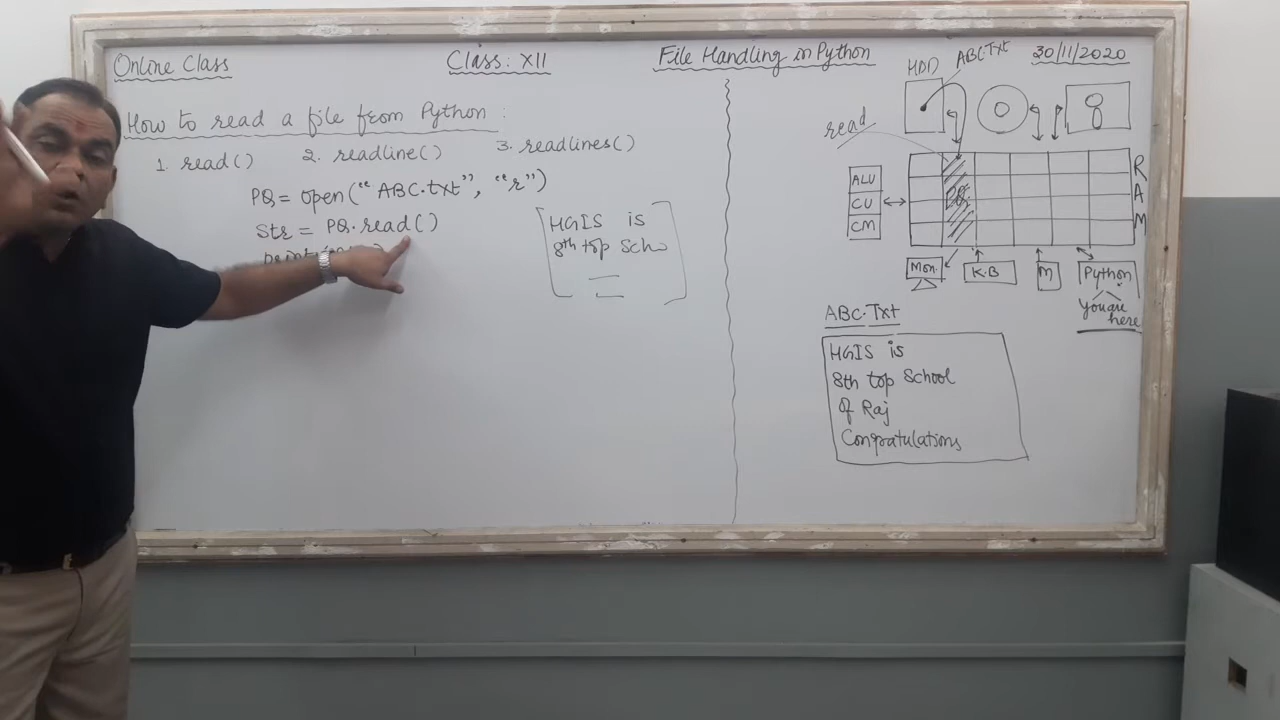 Online Class
Class: XII
File Handling in Python
30/11/2020
How to read a file from Python :
1. read()
2. readline()
3. readlines()
PQ = open("ABC.txt", "r")
Str = PQ.read()
print
HGIS is
8th top Scho
HDD
ABC.Txt
read
ALU
CU
CM
PQ
R
A
M
Mon.
K.B
M
Python
You are
here
ABC.Txt
HGIS is
8th top School
Of Raj
Congratulations